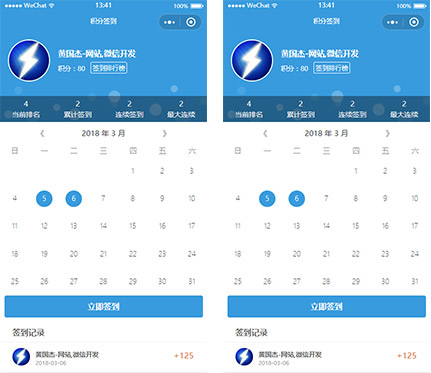 WeChat 13:41 100%
积分签到
黄国杰-网站,微信开发
积分：80 签到排行榜
4 2 2 2
当前排名 累计签到 连续签到 最大连续
《 2018 年 3 月 》
日 一 二 三 四 五 六
1 2 3
4 5 6 7 8 9 10
11 12 13 14 15 16 17
18 19 20 21 22 23 24
25 26 27 28 29 30 31
立即签到
签到记录
黄国杰-网站,微信开发 +125
2018-03-06
WeChat 13:41 100%
积分签到
黄国杰-网站,微信开发
积分：80 签到排行榜
4 2 2 2
当前排名 累计签到 连续签到 最大连续
《 2018 年 3 月 》
日 一 二 三 四 五 六
1 2 3
4 5 6 7 8 9 10
11 12 13 14 15 16 17
18 19 20 21 22 23 24
25 26 27 28 29 30 31
立即签到
签到记录
黄国杰-网站,微信开发 +125
2018-03-06